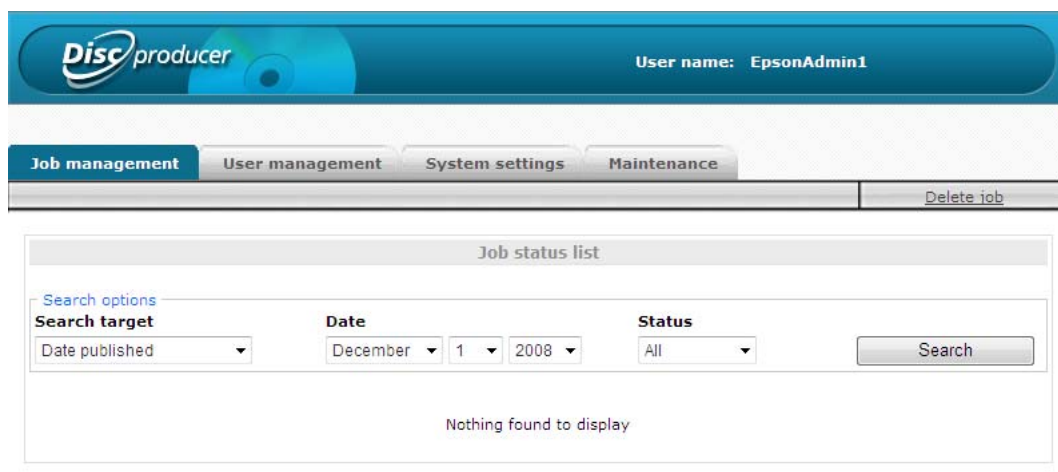 Disc producer
User name: EpsonAdmin1
Job management User management System settings Maintenance
Delete job
Job status list
Search options
Search target Date Status
Date published December 1 2008 All Search
Nothing found to display